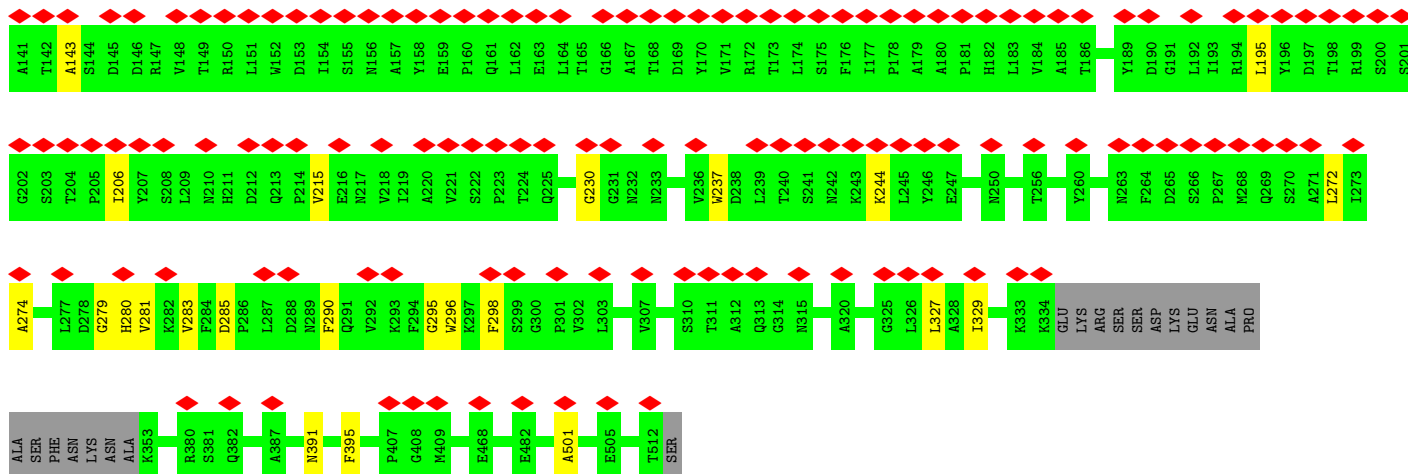 A141 T142 A143 S144 D145 D146 R147 V148 T149 R150 L151 W152 D153 I154 S155 N156 A157 Y158 E159 P160 Q161 L162 E163 L164 T165 G166 A167 T168 D169 Y170 V171 R172 T173 L174 S175 F176 I177 P178 A179 A180 P181 H182 L183 V184 A185 T186 Y189 D190 G191 L192 I193 R194 L195 Y196 D197 T198 R199 S200 S201
G202 S203 T204 P205 I206 Y207 S208 L209 N210 H211 D212 Q213 P214 V215 E216 N217 V218 I219 A220 V221 S222 P223 T224 Q225 G230 G231 N232 N233 V236 W237 D238 L239 T240 S241 N242 K243 K244 L245 Y246 E247 N250 T256 Y260 N263 F264 D265 S266 P267 M268 Q269 S270 A271 L272 I273
A274 L277 D278 G279 H280 V281 K282 V283 F284 D285 P286 L287 D288 N289 F290 Q291 V292 K293 F294 G295 W296 K297 F298 S299 G300 P301 V302 L303 V307 S310 T311 A312 Q313 G314 N315 A320 G325 L326 L327 A328 I329 K333 K334 GLU LYS ARG SER SER ASP LYS GLU ASN ALA PRO
ALA SER PHE ASN LYS ASN ALA K353 R380 S381 Q382 A387 N391 F395 P407 G408 M409 E468 E482 A501 E505 T512 SER